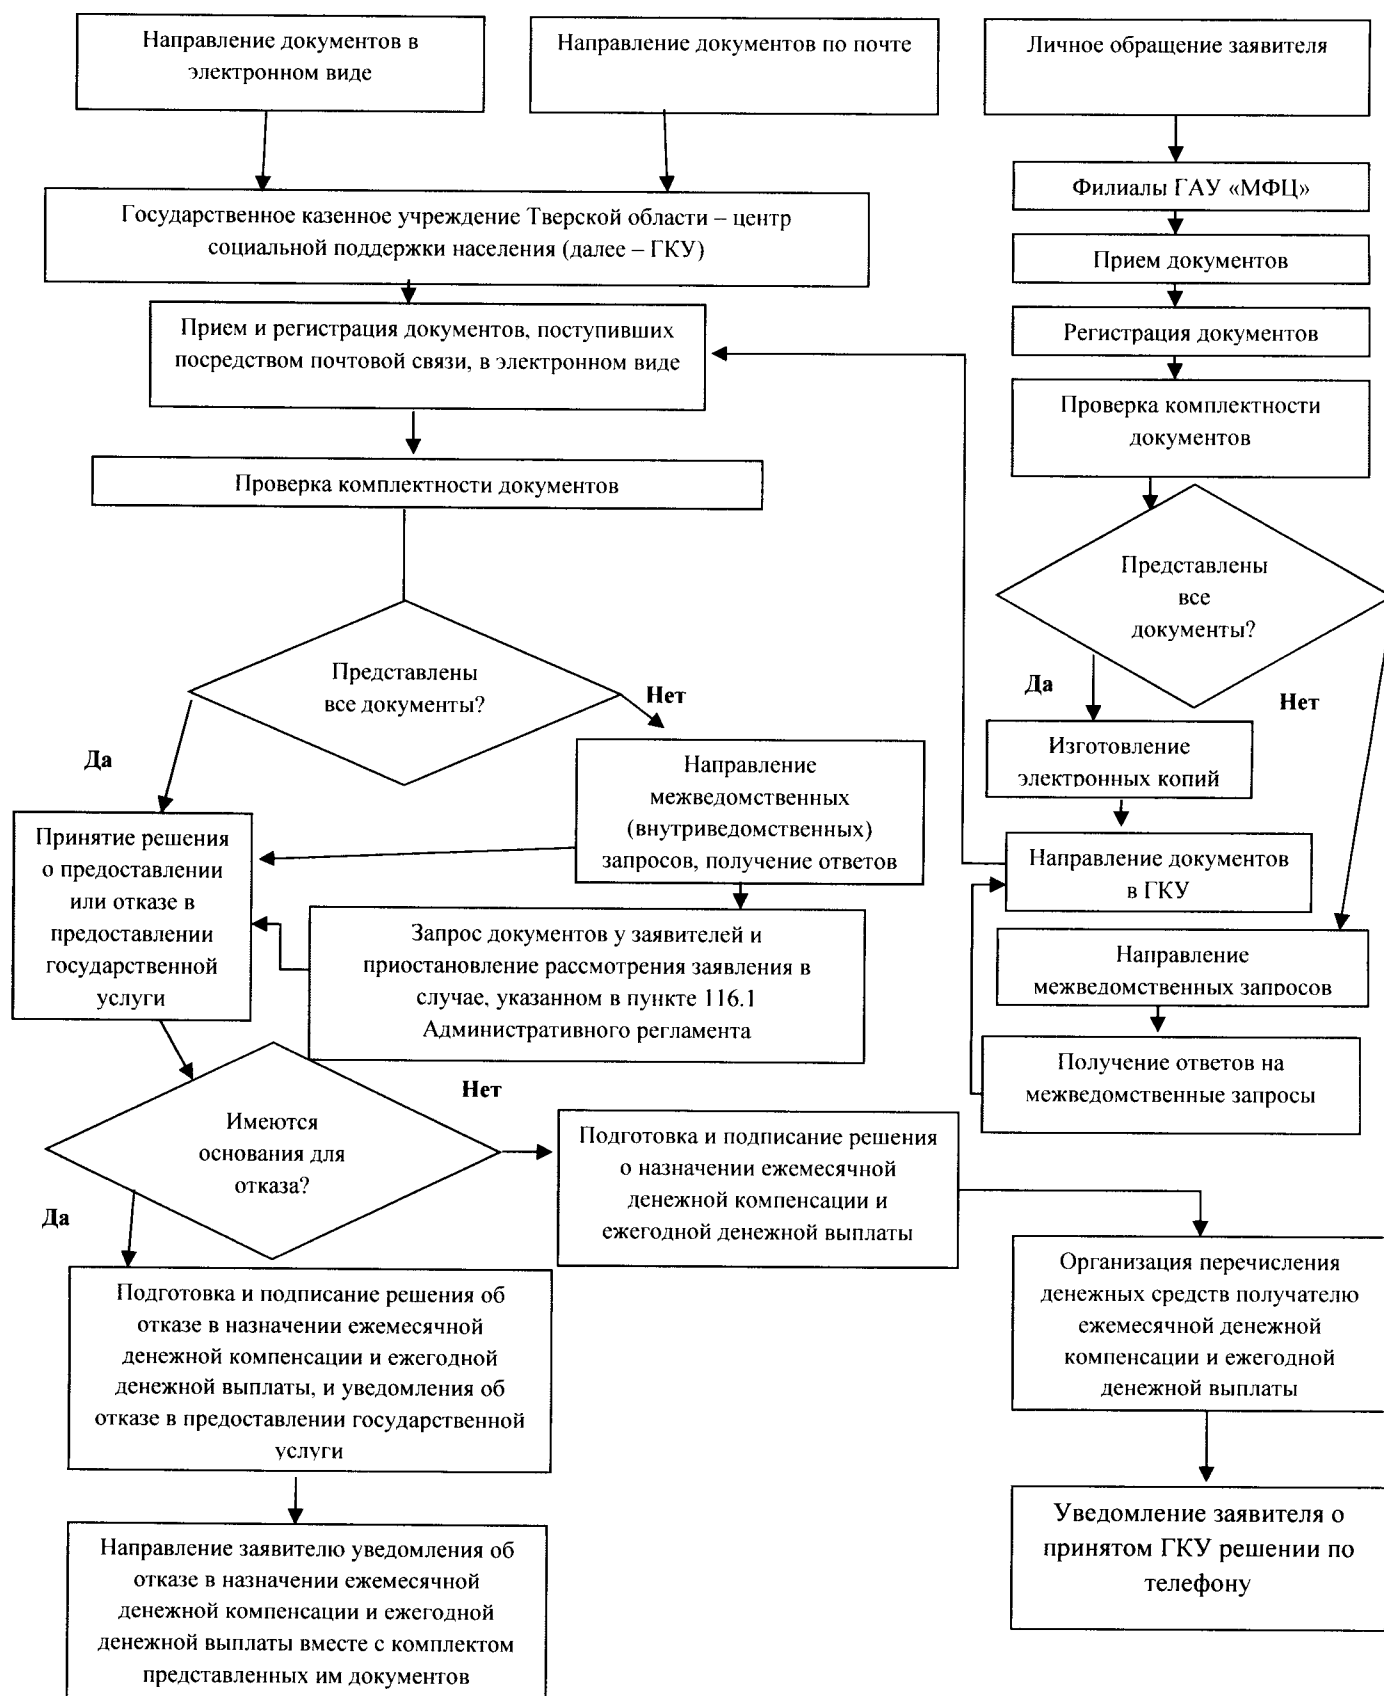 Направление документов в
электронном виде
Направление документов по почте
Личное обращение заявителя
Филиалы ГАУ «МФЦ»
Государственное казенное учреждение Тверской области – центр
социальной поддержки населения (далее – ГКУ)
Прием документов
Прием и регистрация документов, поступивших
посредством почтовой связи, в электронном виде
Регистрация документов
Проверка комплектности
документов
Проверка комплектности документов
Представлены
все
документы?
Представлены
все документы?
Нет
Да
Да
Нет
Изготовление
электронных копий
Направление
межведомственных
(внутриведомственных)
запросов, получение ответов
Принятие решения
о предоставлении
или отказе в
предоставлении
государственной
услуги
Направление документов
в ГКУ
Запрос документов у заявителей и
приостановление рассмотрения заявления в
случае, указанном в пункте 116.1
Административного регламента
Направление
межведомственных запросов
Получение ответов на
межведомственные запросы
Нет
Имеются
основания для
отказа?
Да
Подготовка и подписание решения
о назначении ежемесячной
денежной компенсации и
ежегодной денежной выплаты
Организация перечисления
денежных средств получателю
ежемесячной денежной
компенсации и ежегодной
денежной выплаты
Подготовка и подписание решения об
отказе в назначении ежемесячной
денежной компенсации и ежегодной
денежной выплаты, и уведомления об
отказе в предоставлении государственной
услуги
Уведомление заявителя о
принятом ГКУ решении по
телефону
Направление заявителю уведомления об
отказе в назначении ежемесячной
денежной компенсации и ежегодной
денежной выплаты вместе с комплектом
представленных им документов